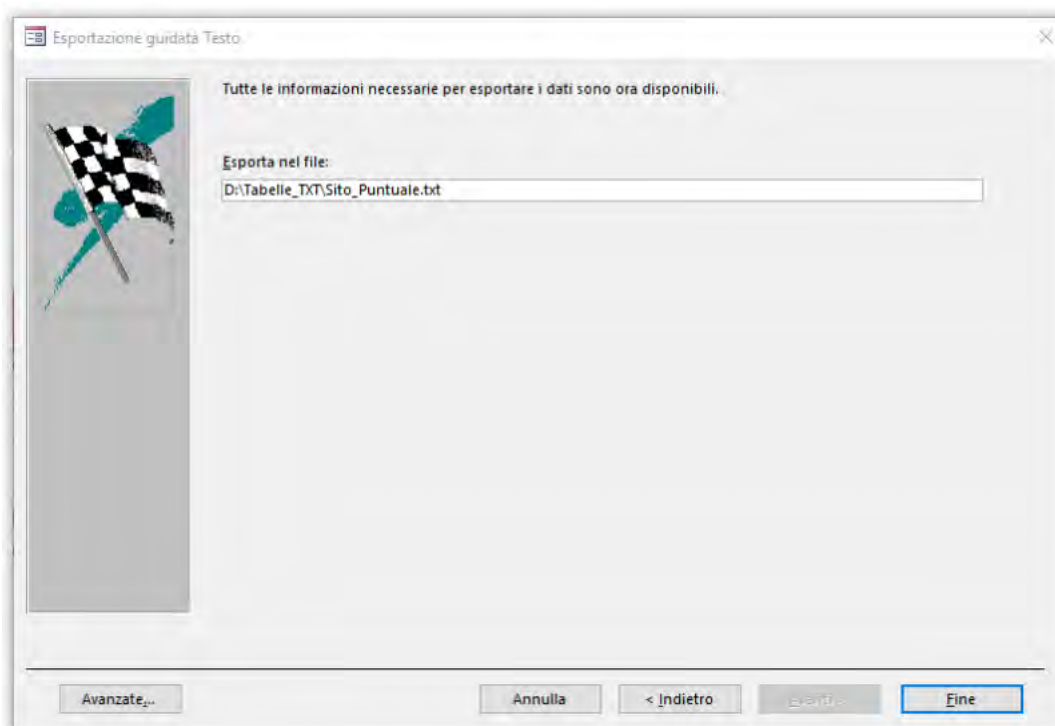 Esportazione guidata Testo
Tutte le informazioni necessarie per esportare i dati sono ora disponibili.
Esporta nel file:
D:\Tabelle_TXT\Sito_Puntuale.txt
Avanzate...
Annulla
< Indietro
Fine